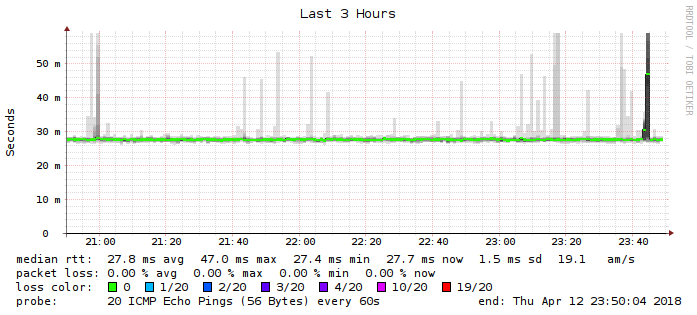 Last 3 Hours
RRDTOOL / TOBI OETIKER
Seconds
50 m
40 m
30 m
20 m
10 m
0
21:00 21:20 21:40 22:00 22:20 22:40 23:00 23:20 23:40
median rtt: 27.8 ms avg 47.0 ms max 27.4 ms min 27.7 ms now 1.5 ms sd 19.1 am/s
packet loss: 0.00 % avg 0.00 % max 0.00 % min 0.00 % now
loss color: 0 1/20 2/20 3/20 4/20 10/20 19/20
probe: 20 ICMP Echo Pings (56 Bytes) every 60s end: Thu Apr 12 23:50:04 2018